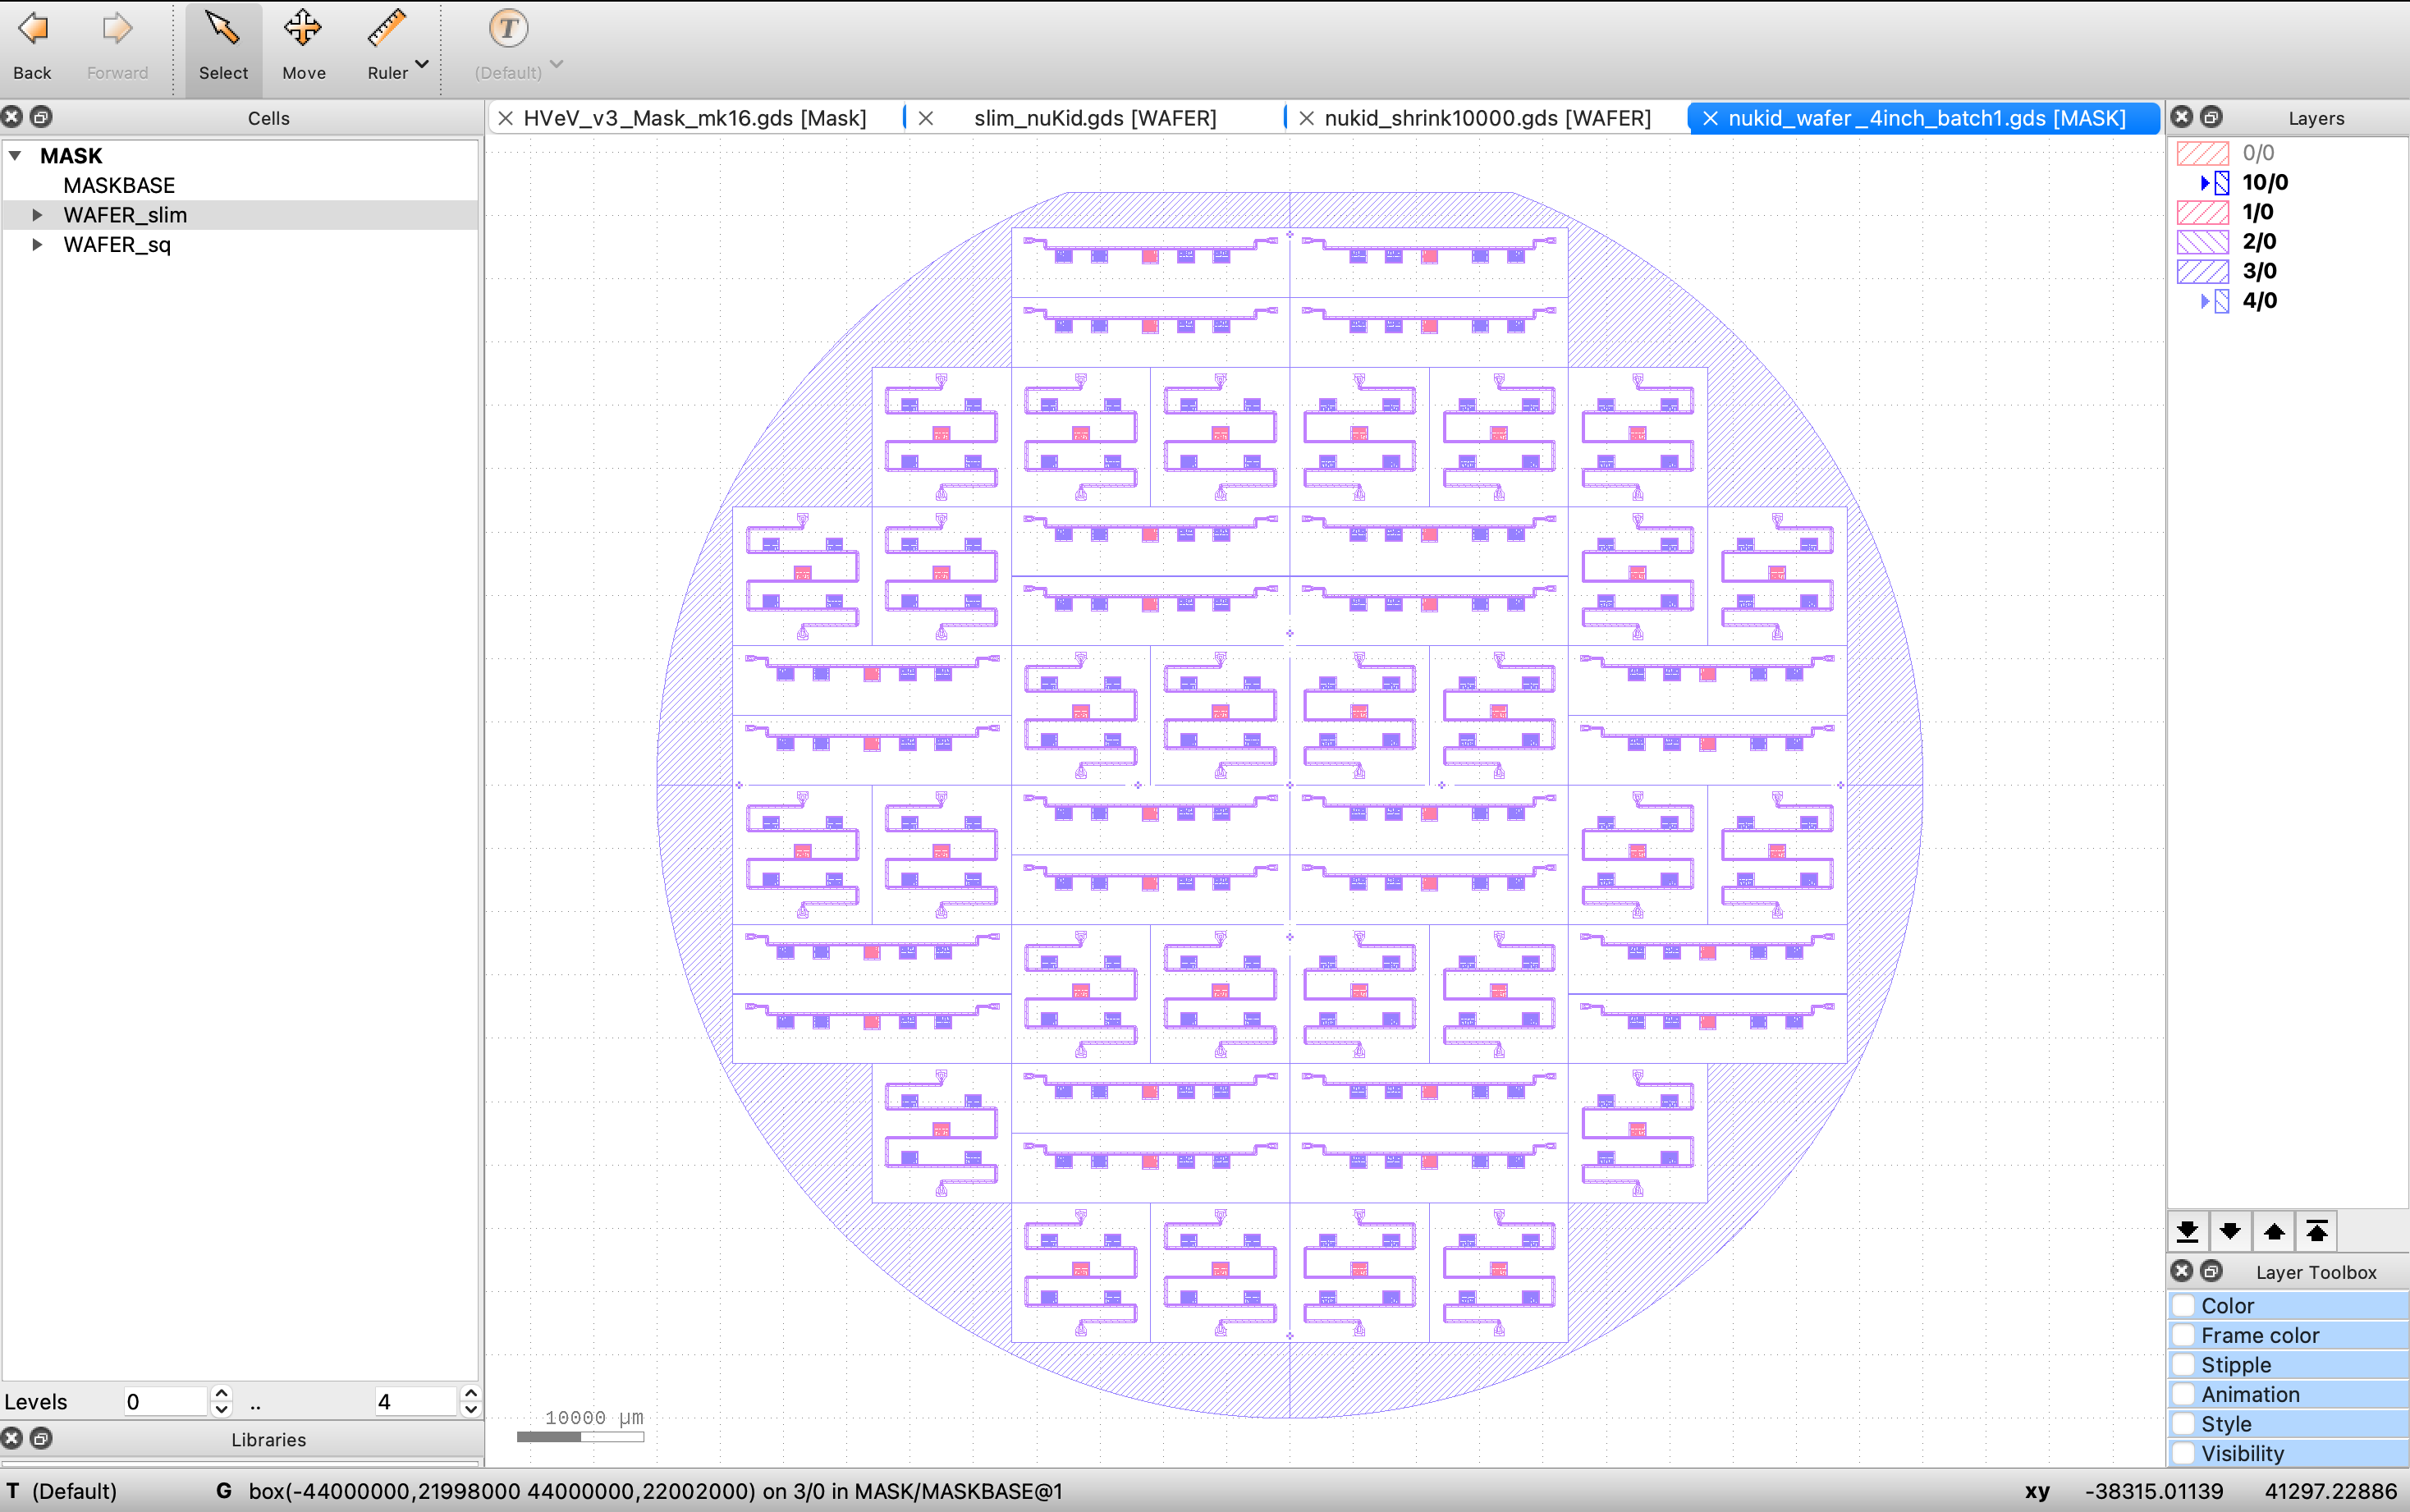 Back Forward Select Move Ruler (Default)
Cells
MASK
MASKBASE
WAFER_slim
WAFER_sq
Levels 0 .. 4
Libraries
HVeV_v3_Mask_mk16.gds [Mask] slim_nuKid.gds [WAFER] nukid_shrink10000.gds [WAFER] nukid_wafer_4inch_batch1.gds [MASK]
10000 µm
Layers
0/0
10/0
1/0
2/0
3/0
4/0
Layer Toolbox
Color
Frame color
Stipple
Animation
Style
Visibility
T (Default) G box(-44000000,21998000 44000000,22002000) on 3/0 in MASK/MASKBASE@1 xy -38315.01139 41297.22886